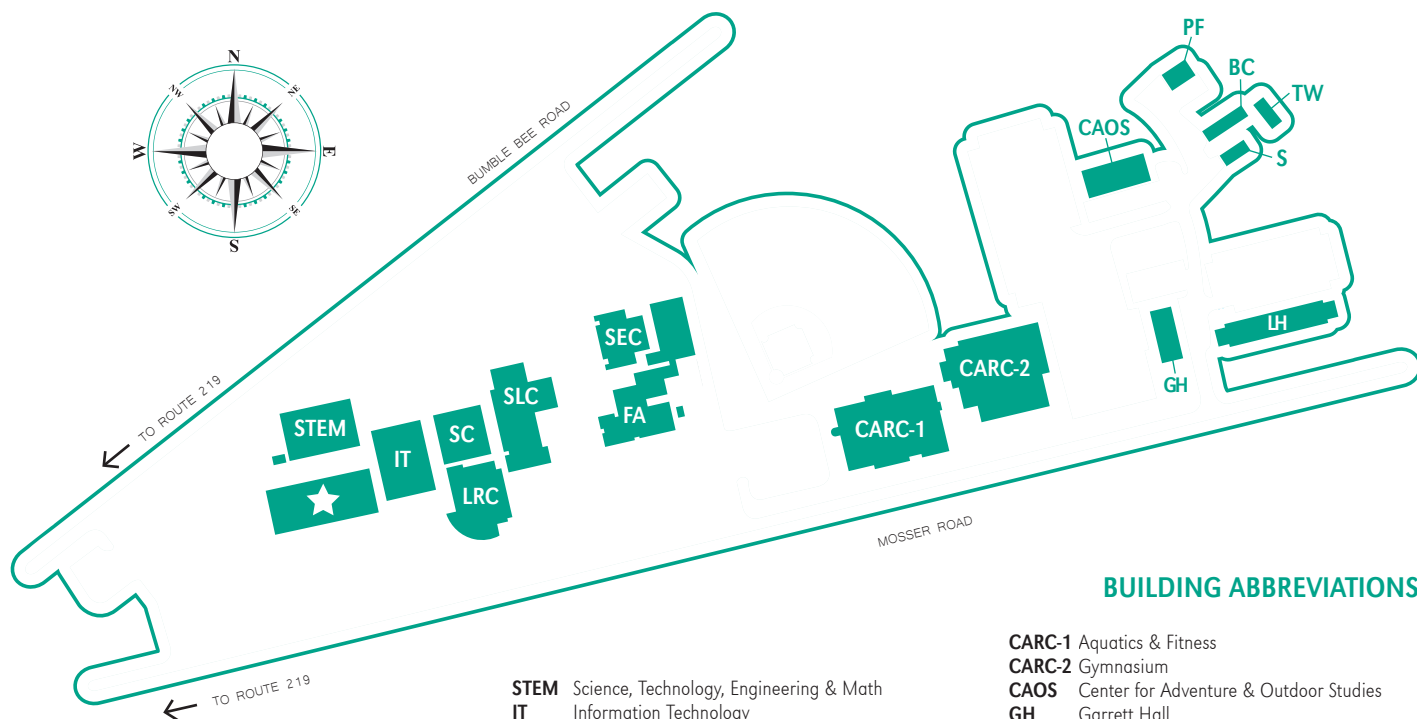 N
NW
NE
W
E
SW
SE
S
BUMBLE BEE ROAD
TO ROUTE 219
PF
BC
TW
CAOS
S
LH
GH
SEC
CARC-2
SLC
FA
CARC-1
STEM
SC
IT
LRC
MOSSER ROAD
TO ROUTE 219
BUILDING ABBREVIATIONS
STEM Science, Technology, Engineering & Math
IT Information Technology
CARC-1 Aquatics & Fitness
CARC-2 Gymnasium
CAOS Center for Adventure & Outdoor Studies
GH Garrett Hall